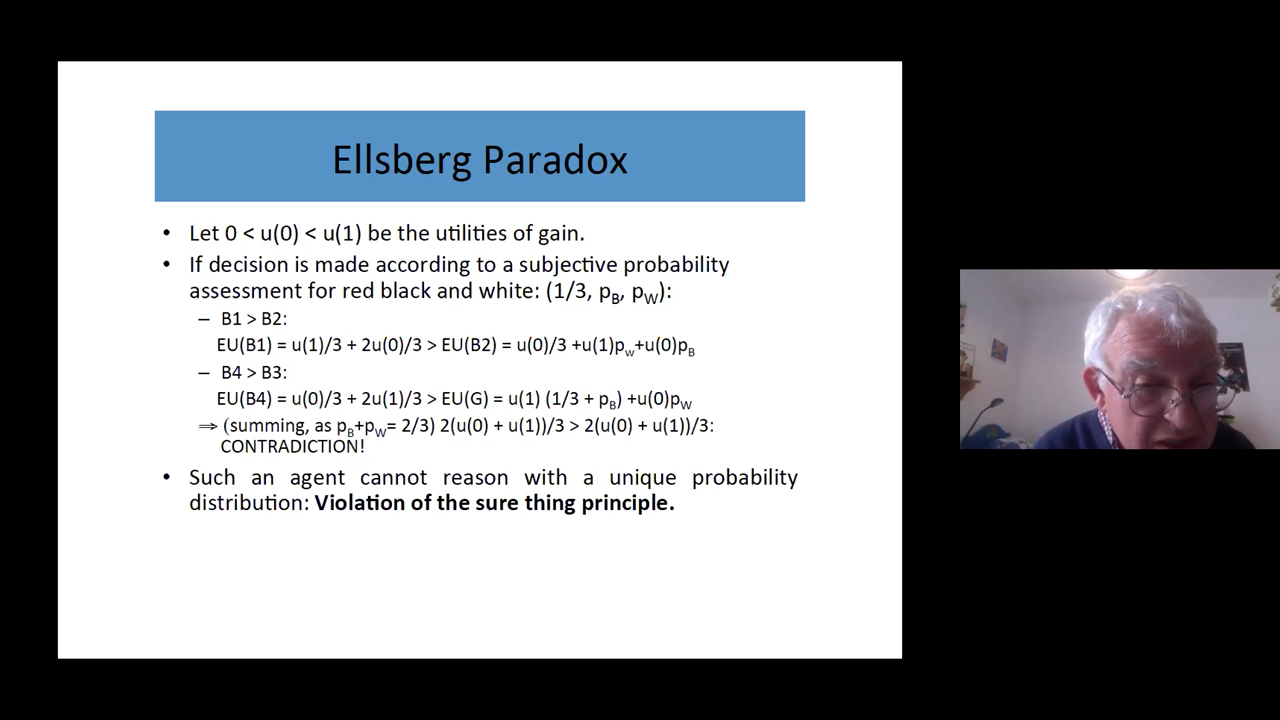 Ellsberg Paradox
• Let 0 < u(0) < u(1) be the utilities of gain.
• If decision is made according to a subjective probability
assessment for red black and white: (1/3, pB, pW):
– B1 > B2:
EU(B1) = u(1)/3 + 2u(0)/3 > EU(B2) = u(0)/3 +u(1)pw+u(0)pB
– B4 > B3:
EU(B4) = u(0)/3 + 2u(1)/3 > EU(G) = u(1) (1/3 + pB) +u(0)pW
⇒ (summing, as pB+pW= 2/3) 2(u(0) + u(1))/3 > 2(u(0) + u(1))/3:
CONTRADICTION!
• Such an agent cannot reason with a unique probability
distribution: Violation of the sure thing principle.